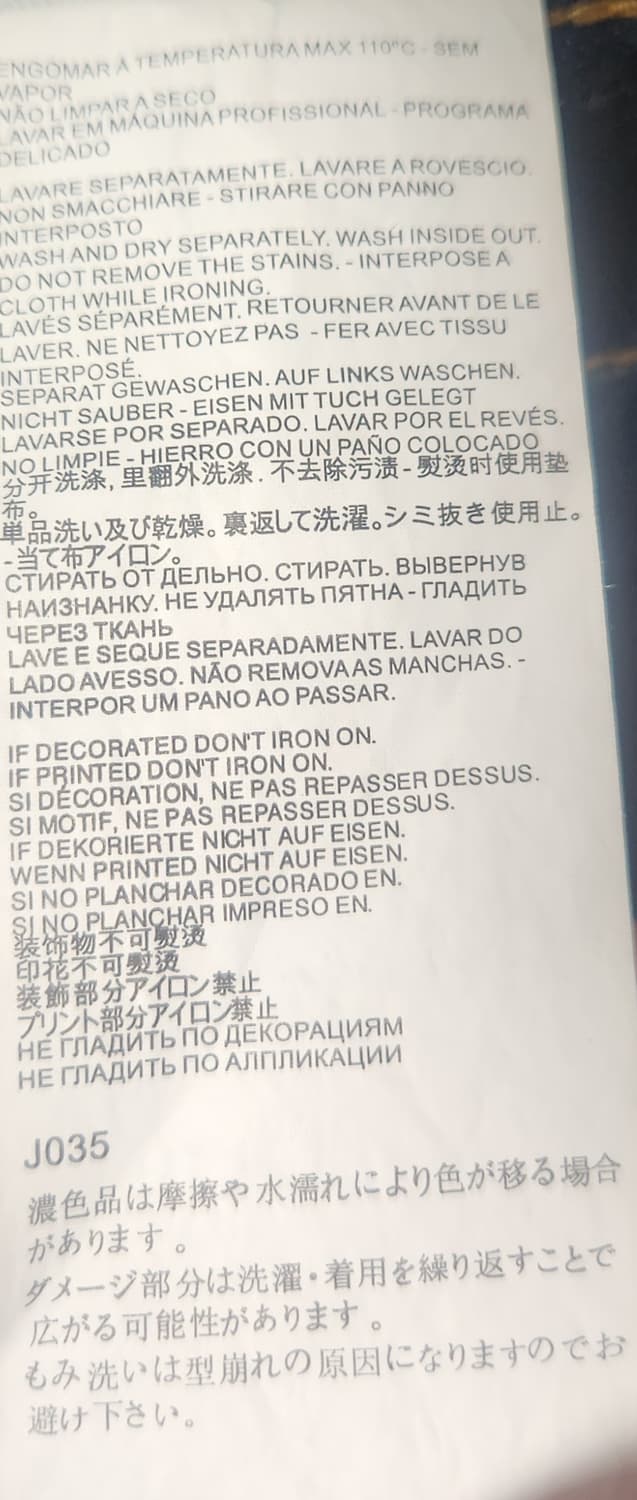 ENGOMAR À TEMPERATURA MAX 110°C - SEM
VAPOR
NÃO LIMPAR A SECO
LAVAR EM MÁQUINA PROFISSIONAL - PROGRAMA
DELICADO
LAVARE SEPARATAMENTE. LAVARE A ROVESCIO.
NON SMACCHIARE - STIRARE CON PANNO
INTERPOSTO
WASH AND DRY SEPARATELY. WASH INSIDE OUT.
DO NOT REMOVE THE STAINS. - INTERPOSE A
CLOTH WHILE IRONING.
LAVÉS SÉPARÉMENT. RETOURNER AVANT DE LE
LAVER. NE NETTOYEZ PAS - FER AVEC TISSU
INTERPOSÉ.
SEPARAT GEWASCHEN. AUF LINKS WASCHEN.
NICHT SAUBER - EISEN MIT TUCH GELEGT
LAVARSE POR SEPARADO. LAVAR POR EL REVÉS.
NO LIMPIE - HIERRO CON UN PAÑO COLOCADO
分开洗涤, 里翻外洗涤. 不去除污渍 - 熨烫时使用垫
布。
単品洗い及び乾燥。裏返して洗濯。シミ抜き使用止。
- 当て布アイロン。
СТИРАТЬ ОТ ДЕЛЬНО. СТИРАТЬ. ВЫВЕРНУВ
НАИЗНАНКУ. НЕ УДАЛЯТЬ ПЯТНА - ГЛАДИТЬ
ЧЕРЕЗ ТКАНЬ
LAVE E SEQUE SEPARADAMENTE. LAVAR DO
LADO AVESSO. NÃO REMOVA AS MANCHAS. -
INTERPOR UM PANO AO PASSAR.
IF DECORATED DON'T IRON ON.
IF PRINTED DON'T IRON ON.
SI DÉCORATION, NE PAS REPASSER DESSUS.
SI MOTIF, NE PAS REPASSER DESSUS.
IF DEKORIERTE NICHT AUF EISEN.
WENN PRINTED NICHT AUF EISEN.
SI NO PLANCHAR DECORADO EN.
SI NO PLANCHAR IMPRESO EN.
装饰物不可熨烫
印花不可熨烫
装飾部分アイロン禁止
プリント部分アイロン禁止
НЕ ГЛАДИТЬ ПО ДЕКОРАЦИЯМ
НЕ ГЛАДИТЬ ПО АЛПЛИКАЦИИ
J035
濃色品は摩擦や水濡れにより色が移る場合
があります。
ダメージ部分は洗濯・着用を繰り返すことで
広がる可能性があります。
もみ洗いは型崩れの原因になりますのでお
避け下さい。